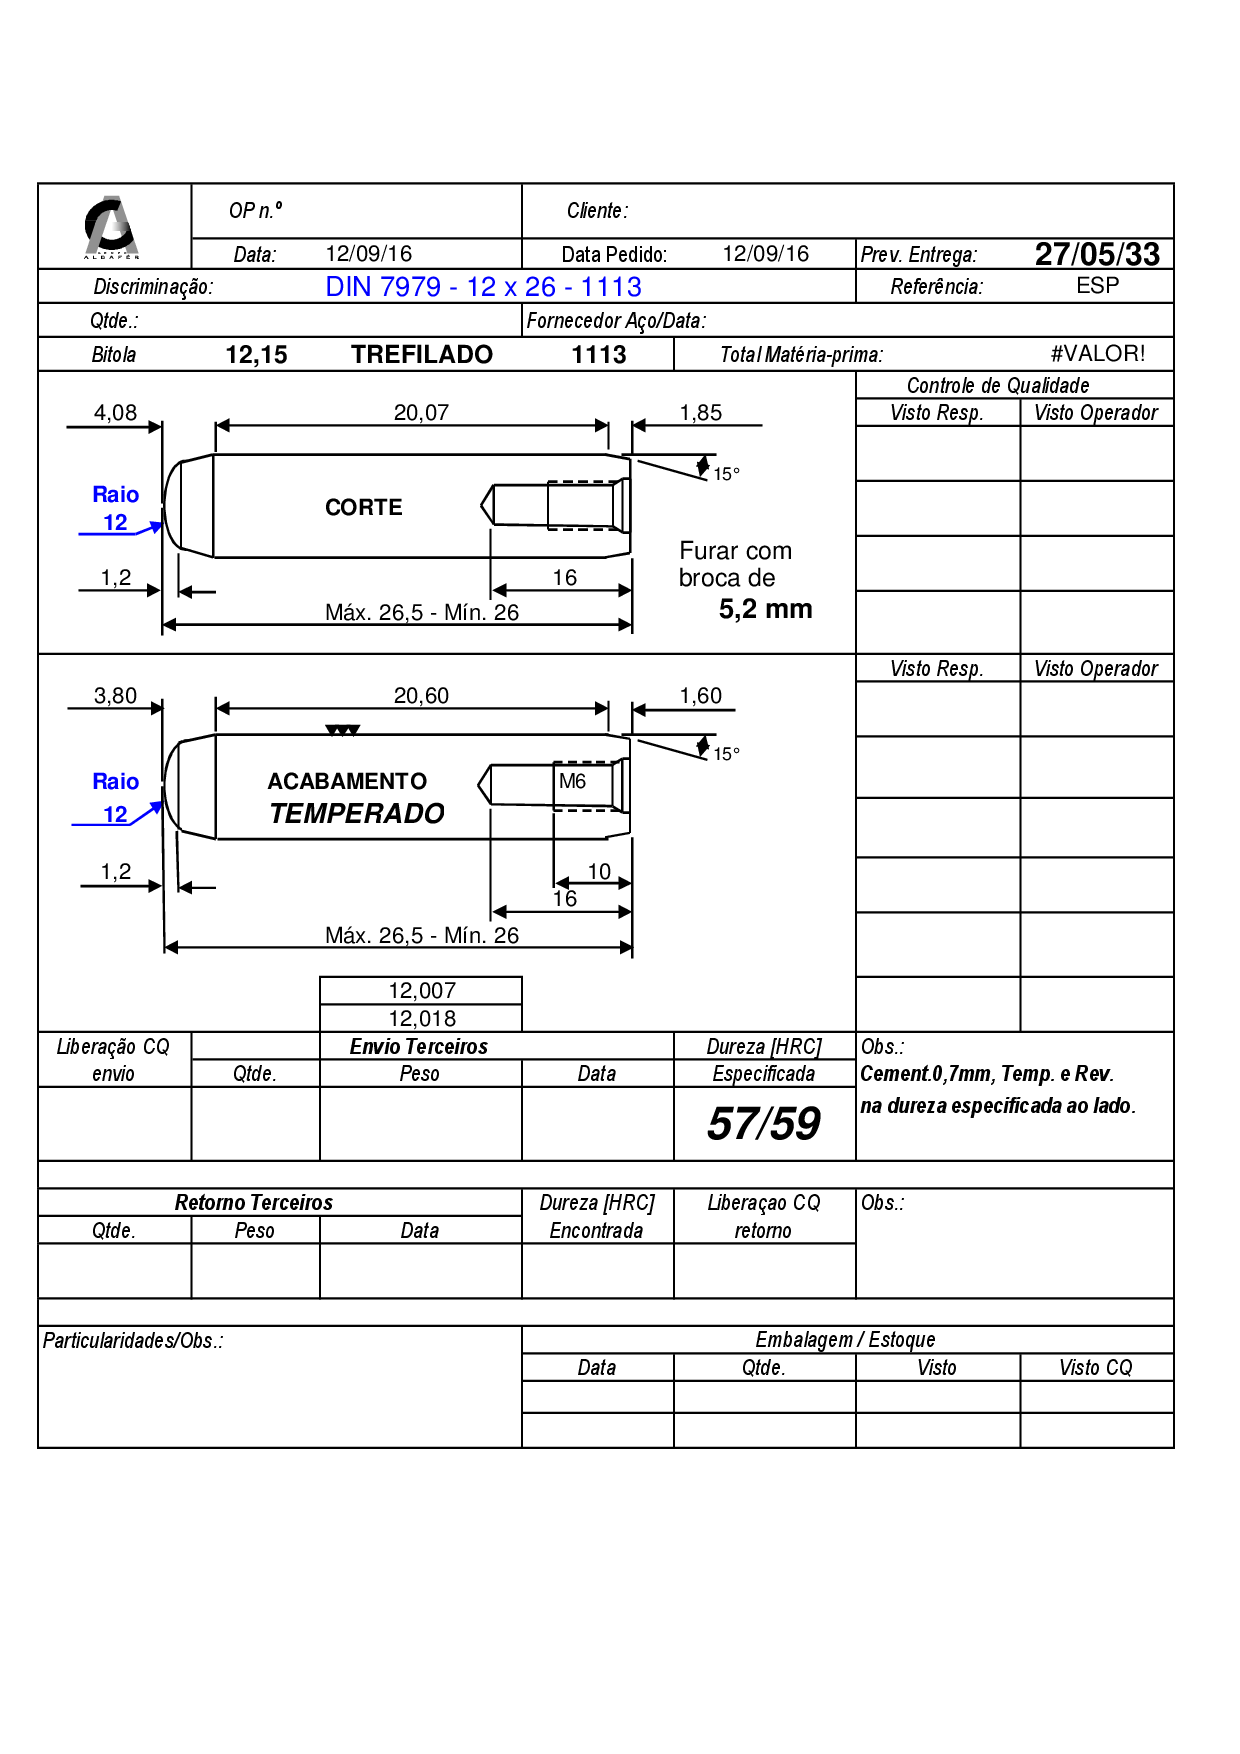 ALBAFER
OP n.º
Cliente:
Data: 12/09/16 Data Pedido: 12/09/16 Prev. Entrega: 27/05/33
Discriminação: DIN 7979 - 12 x 26 - 1113 Referência: ESP
Qtde.: Fornecedor Aço/Data:
Bitola 12,15 TREFILADO 1113 Total Matéria-prima: #VALOR!
Controle de Qualidade
Visto Resp. Visto Operador
4,08 20,07 1,85
15°
Raio
12
CORTE
Furar com
broca de
5,2 mm
1,2 16
Máx. 26,5 - Mín. 26
Visto Resp. Visto Operador
3,80 20,60 1,60
15°
Raio
12
ACABAMENTO
TEMPERADO
M6
1,2 10
16
Máx. 26,5 - Mín. 26
12,007
12,018
Liberação CQ
envio
Envio Terceiros
Qtde. Peso Data
Dureza [HRC]
Especificada
57/59
Obs.:
Cement.0,7mm, Temp. e Rev.
na dureza especificada ao lado.
Retorno Terceiros
Qtde. Peso Data
Dureza [HRC]
Encontrada
Liberaçao CQ
retorno
Obs.:
Particularidades/Obs.:
Embalagem / Estoque
Data Qtde. Visto Visto CQ